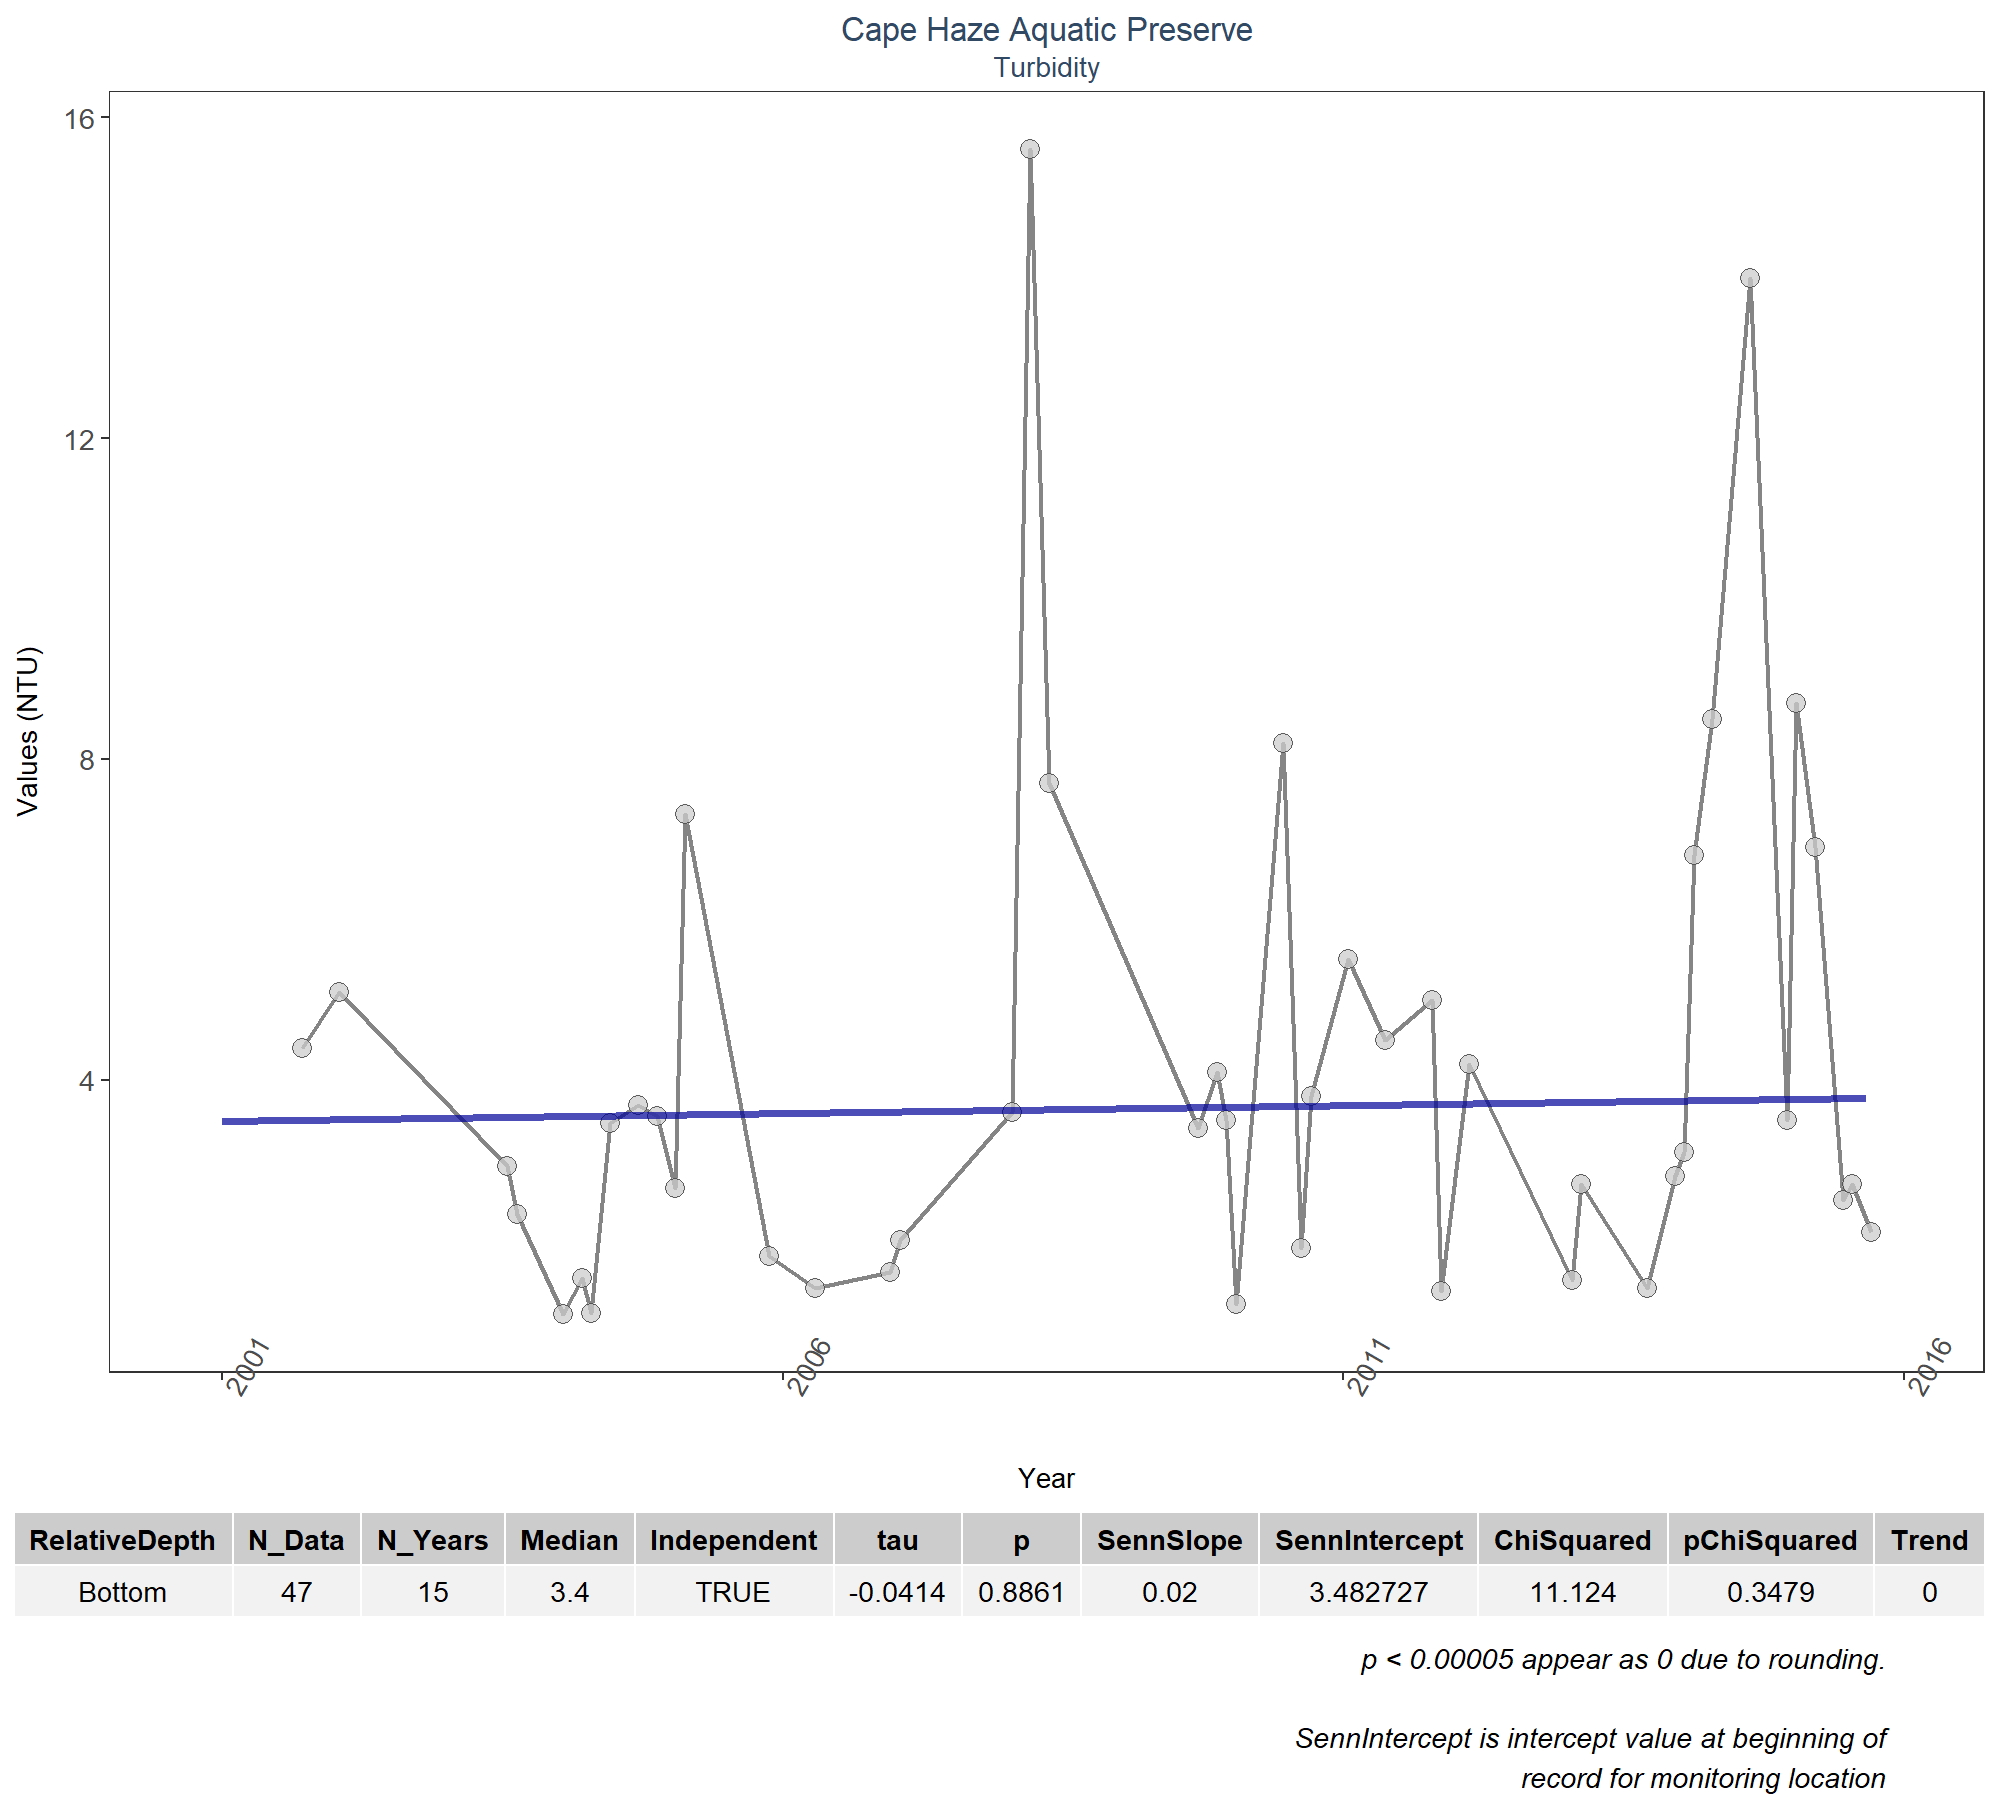 Cape Haze Aquatic Preserve
Turbidity
16
12
8
4
Values (NTU)
2001
2006
2011
2016
Year
RelativeDepth N_Data N_Years Median Independent tau p SennSlope SennIntercept ChiSquared pChiSquared Trend
Bottom 47 15 3.4 TRUE -0.0414 0.8861 0.02 3.482727 11.124 0.3479 0
p < 0.00005 appear as 0 due to rounding.
SennIntercept is intercept value at beginning of
record for monitoring location